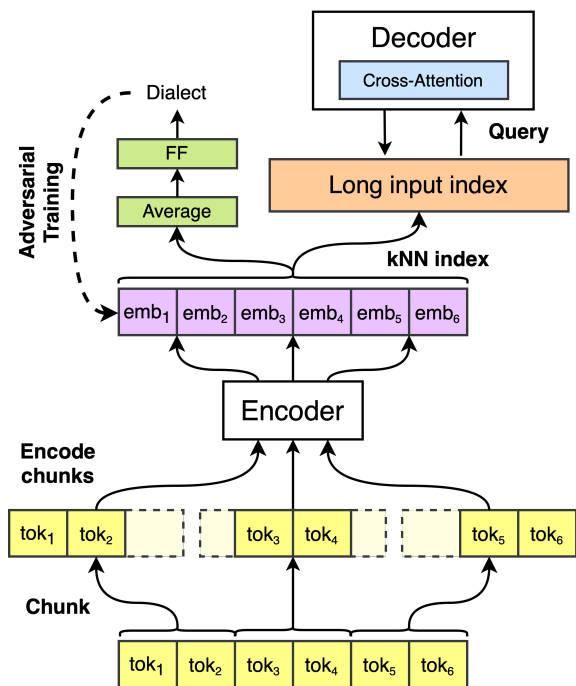 Decoder
Cross-Attention
Query
Long input index
kNN index
Dialect
FF
Average
Adversarial
Training
emb₁ emb₂ emb₃ emb₄ emb₅ emb₆
Encoder
Encode
chunks
tok₁ tok₂ tok₃ tok₄ tok₅ tok₆
Chunk
tok₁ tok₂ tok₃ tok₄ tok₅ tok₆